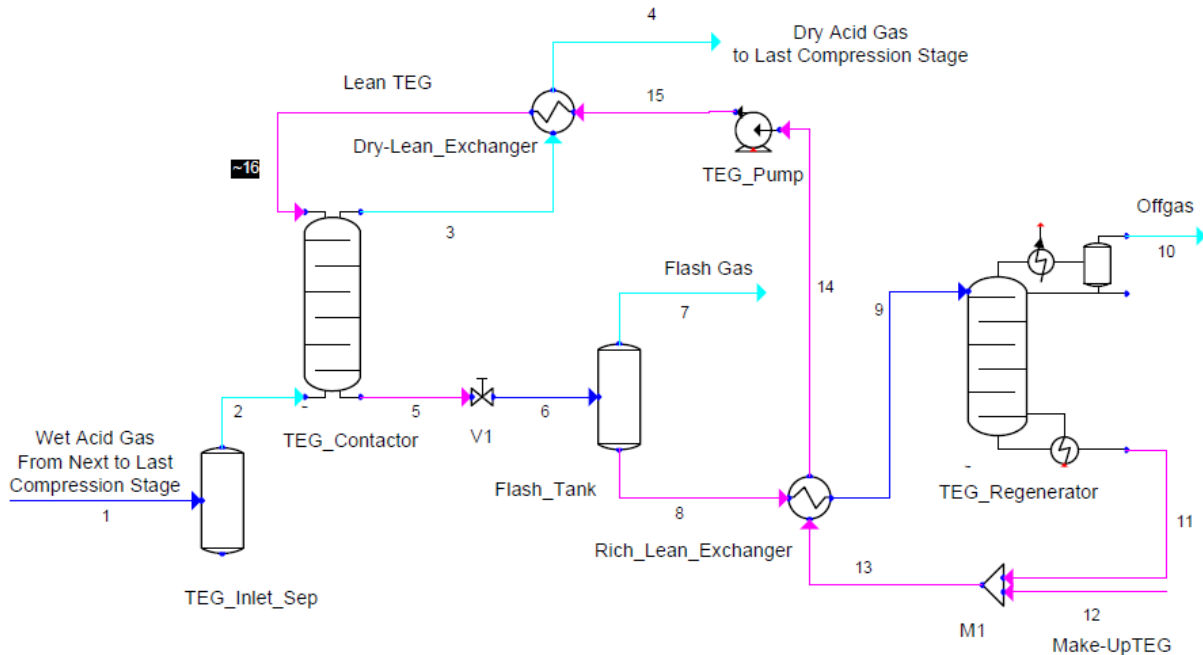 4
Dry Acid Gas
to Last Compression Stage
Lean TEG
15
Dry-Lean_Exchanger
TEG_Pump
~16
Offgas
10
3
Flash Gas
7
14
9
2
5
6
TEG_Contactor
V1
Wet Acid Gas
From Next to Last
Compression Stage
1
Flash_Tank
8
TEG_Regenerator
11
Rich_Lean_Exchanger
13
TEG_Inlet_Sep
12
M1
Make-UpTEG